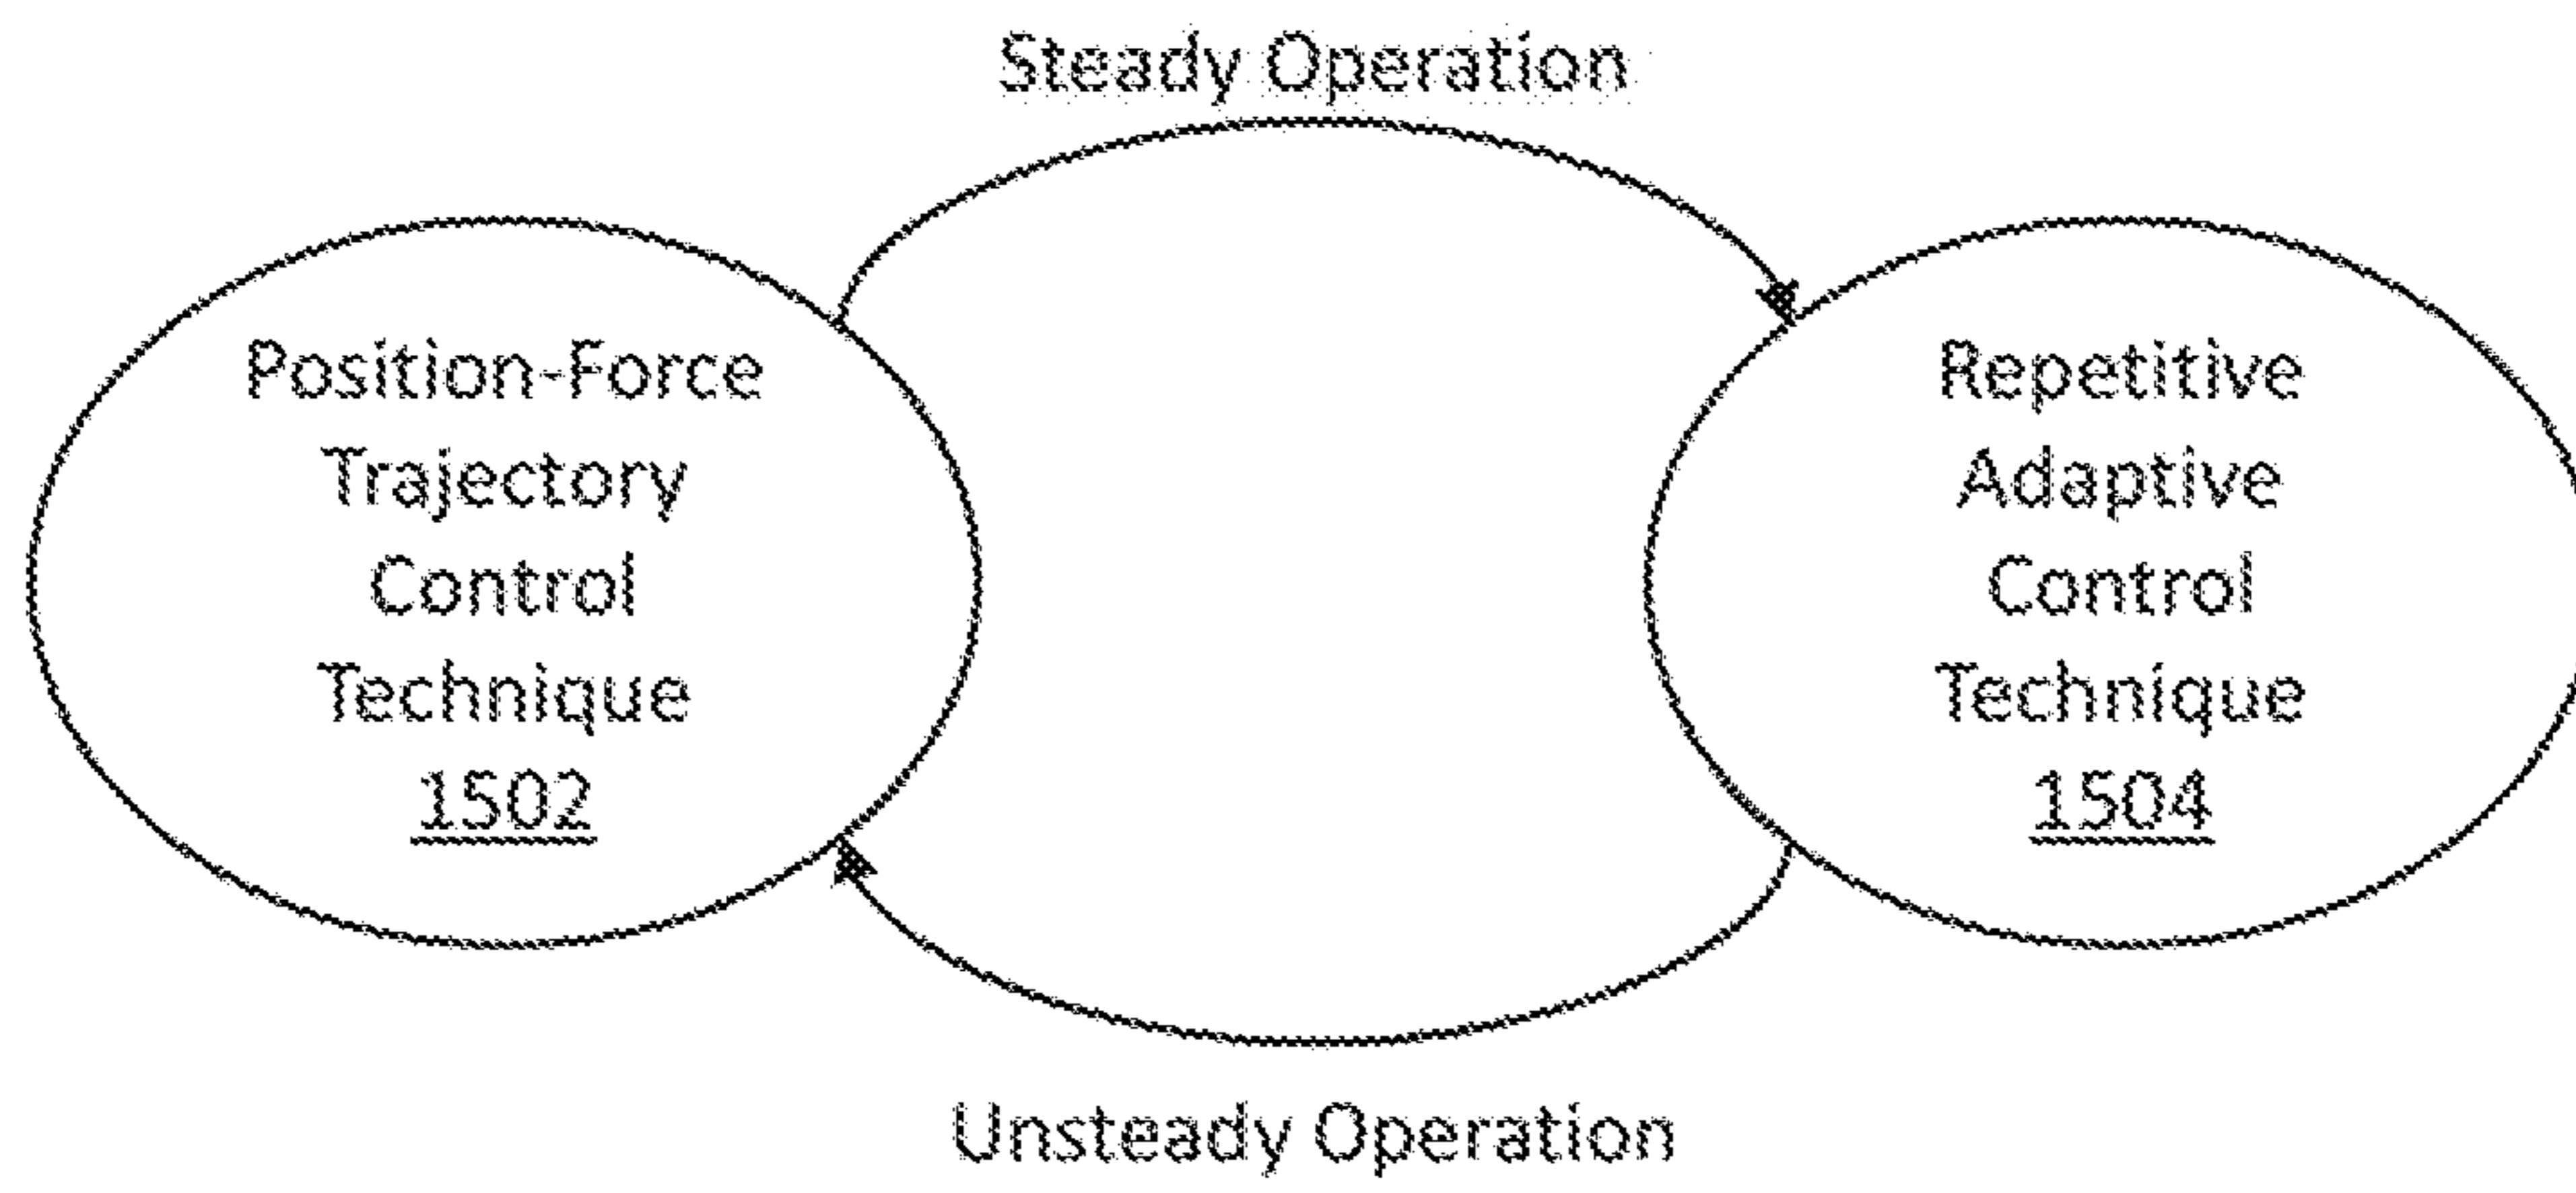 Steady Operation
Position-Force
Trajectory
Control
Technique
1502
Repetitive
Adaptive
Control
Technique
1504
Unsteady Operation